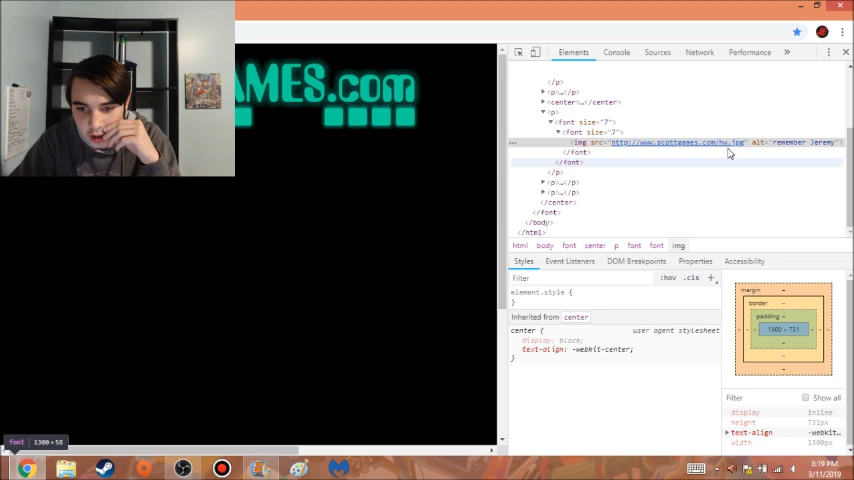 AMES.com
Elements Console Sources Network Performance »
</p>
<p>…</p>
<center>…</center>
<p>
<font size="7">
<font size="7">
<img src="http://www.scottgames.com/hw.jpg" alt="remember Jeremy">
</font>
</font>
</p>
<p>…</p>
<p>…</p>
</center>
</font>
</body>
</html>
html body font center p font font img
Styles Event Listeners DOM Breakpoints Properties Accessibility
Filter :hov .cls +
element.style {
}
Inherited from center
center { user agent stylesheet
display: block;
text-align: -webkit-center;
}
margin -
border -
padding -
- - - 1300 × 731 - - -
-
-
-
Filter Show all
display inline
height 731px
text-align -webkit…
width 1300px
font 1300×58
8:19 PM
3/11/2019